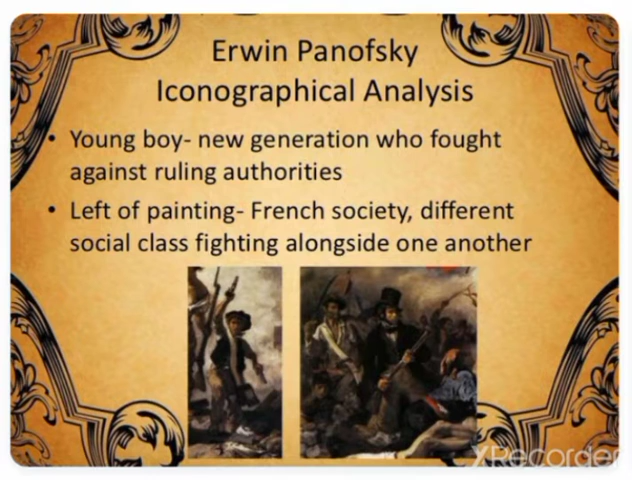 Erwin Panofsky
Iconographical Analysis
• Young boy- new generation who fought
against ruling authorities
• Left of painting- French society, different
social class fighting alongside one another
XRecorder